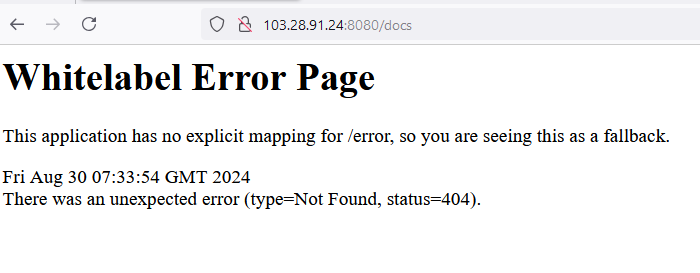 103.28.91.24:8080/docs
Whitelabel Error Page
This application has no explicit mapping for /error, so you are seeing this as a fallback.
Fri Aug 30 07:33:54 GMT 2024
There was an unexpected error (type=Not Found, status=404).